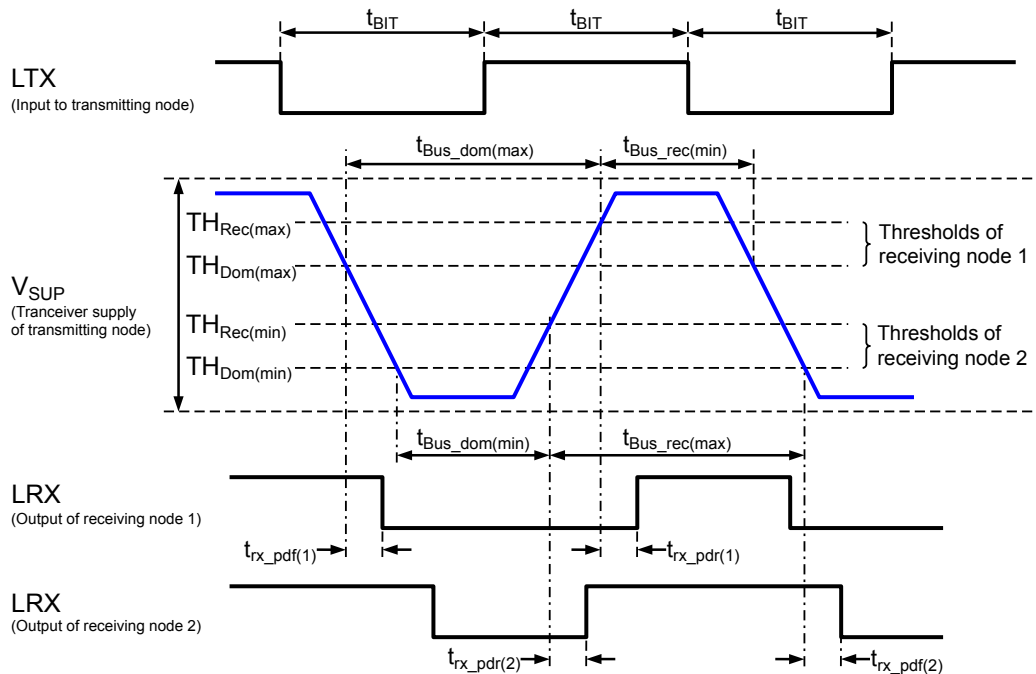 tBIT tBIT tBIT
LTX
(Input to transmitting node)
tBus_dom(max) tBus_rec(min)
THRec(max)
Thresholds of
receiving node 1
THDom(max)
VSUP
(Tranceiver supply
of transmitting node)
THRec(min)
Thresholds of
receiving node 2
THDom(min)
tBus_dom(min) tBus_rec(max)
LRX
(Output of receiving node 1)
trx_pdf(1) trx_pdr(1)
LRX
(Output of receiving node 2)
trx_pdr(2) trx_pdf(2)